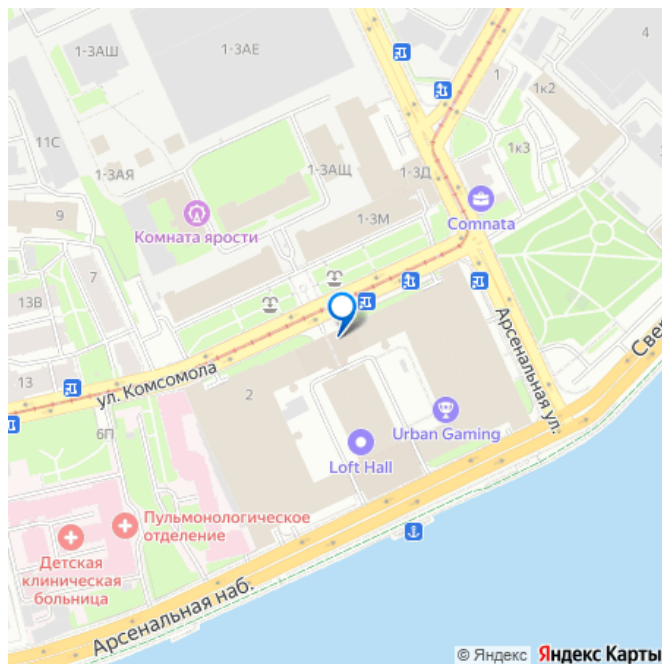 1-3АШ
1-3АЕ
4
1
1к2
11С
1-3АЩ
1к3
1-3АЯ
1-3Д
9
1-3М
Комната ярости
Comnata
7
13В
13
ул. Комсомола
2
Арсенальная ул.
Свер
6П
Urban Gaming
Loft Hall
Пульмонологическое
отделение
Детская
клиническая
больница
Арсенальная наб.
© Яндекс Яндекс Карты